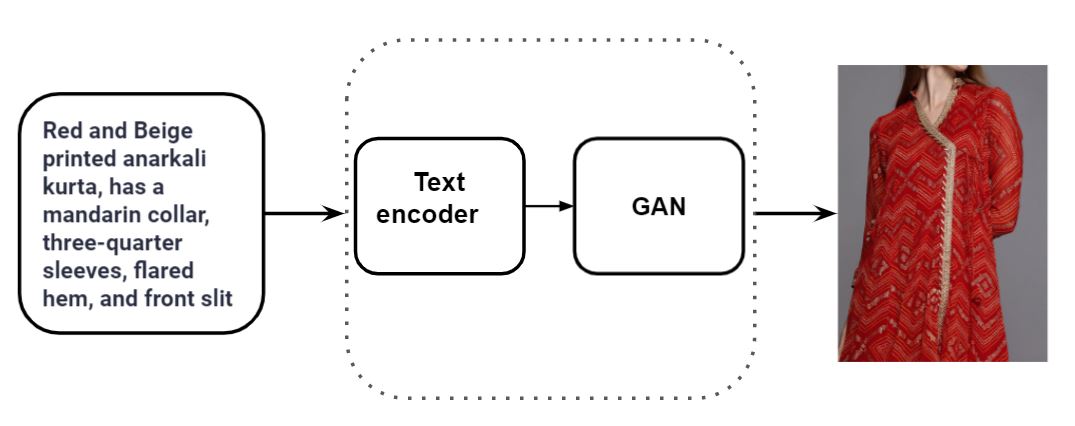 Red and Beige
printed anarkali
kurta, has a
mandarin collar,
three-quarter
sleeves, flared
hem, and front slit
Text
encoder
GAN